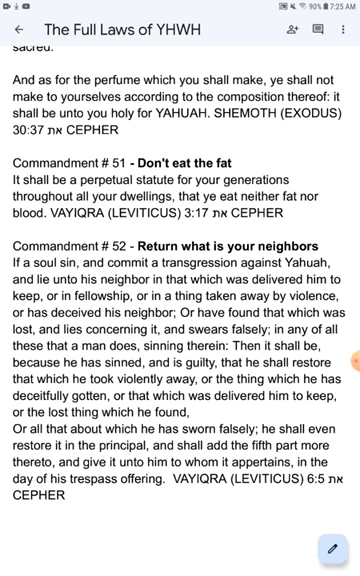 90% 7:25 AM
The Full Laws of YHWH
sacred.
And as for the perfume which you shall make, ye shall not
make to yourselves according to the composition thereof: it
shall be unto you holy for YAHUAH. SHEMOTH (EXODUS)
30:37 את CEPHER
Commandment # 51 - Don't eat the fat
It shall be a perpetual statute for your generations
throughout all your dwellings, that ye eat neither fat nor
blood. VAYIQRA (LEVITICUS) 3:17 את CEPHER
Commandment # 52 - Return what is your neighbors
If a soul sin, and commit a transgression against Yahuah,
and lie unto his neighbor in that which was delivered him to
keep, or in fellowship, or in a thing taken away by violence,
or has deceived his neighbor; Or have found that which was
lost, and lies concerning it, and swears falsely; in any of all
these that a man does, sinning therein: Then it shall be,
because he has sinned, and is guilty, that he shall restore
that which he took violently away, or the thing which he has
deceitfully gotten, or that which was delivered him to keep,
or the lost thing which he found,
Or all that about which he has sworn falsely; he shall even
restore it in the principal, and shall add the fifth part more
thereto, and give it unto him to whom it appertains, in the
day of his trespass offering. VAYIQRA (LEVITICUS) 6:5 את
CEPHER